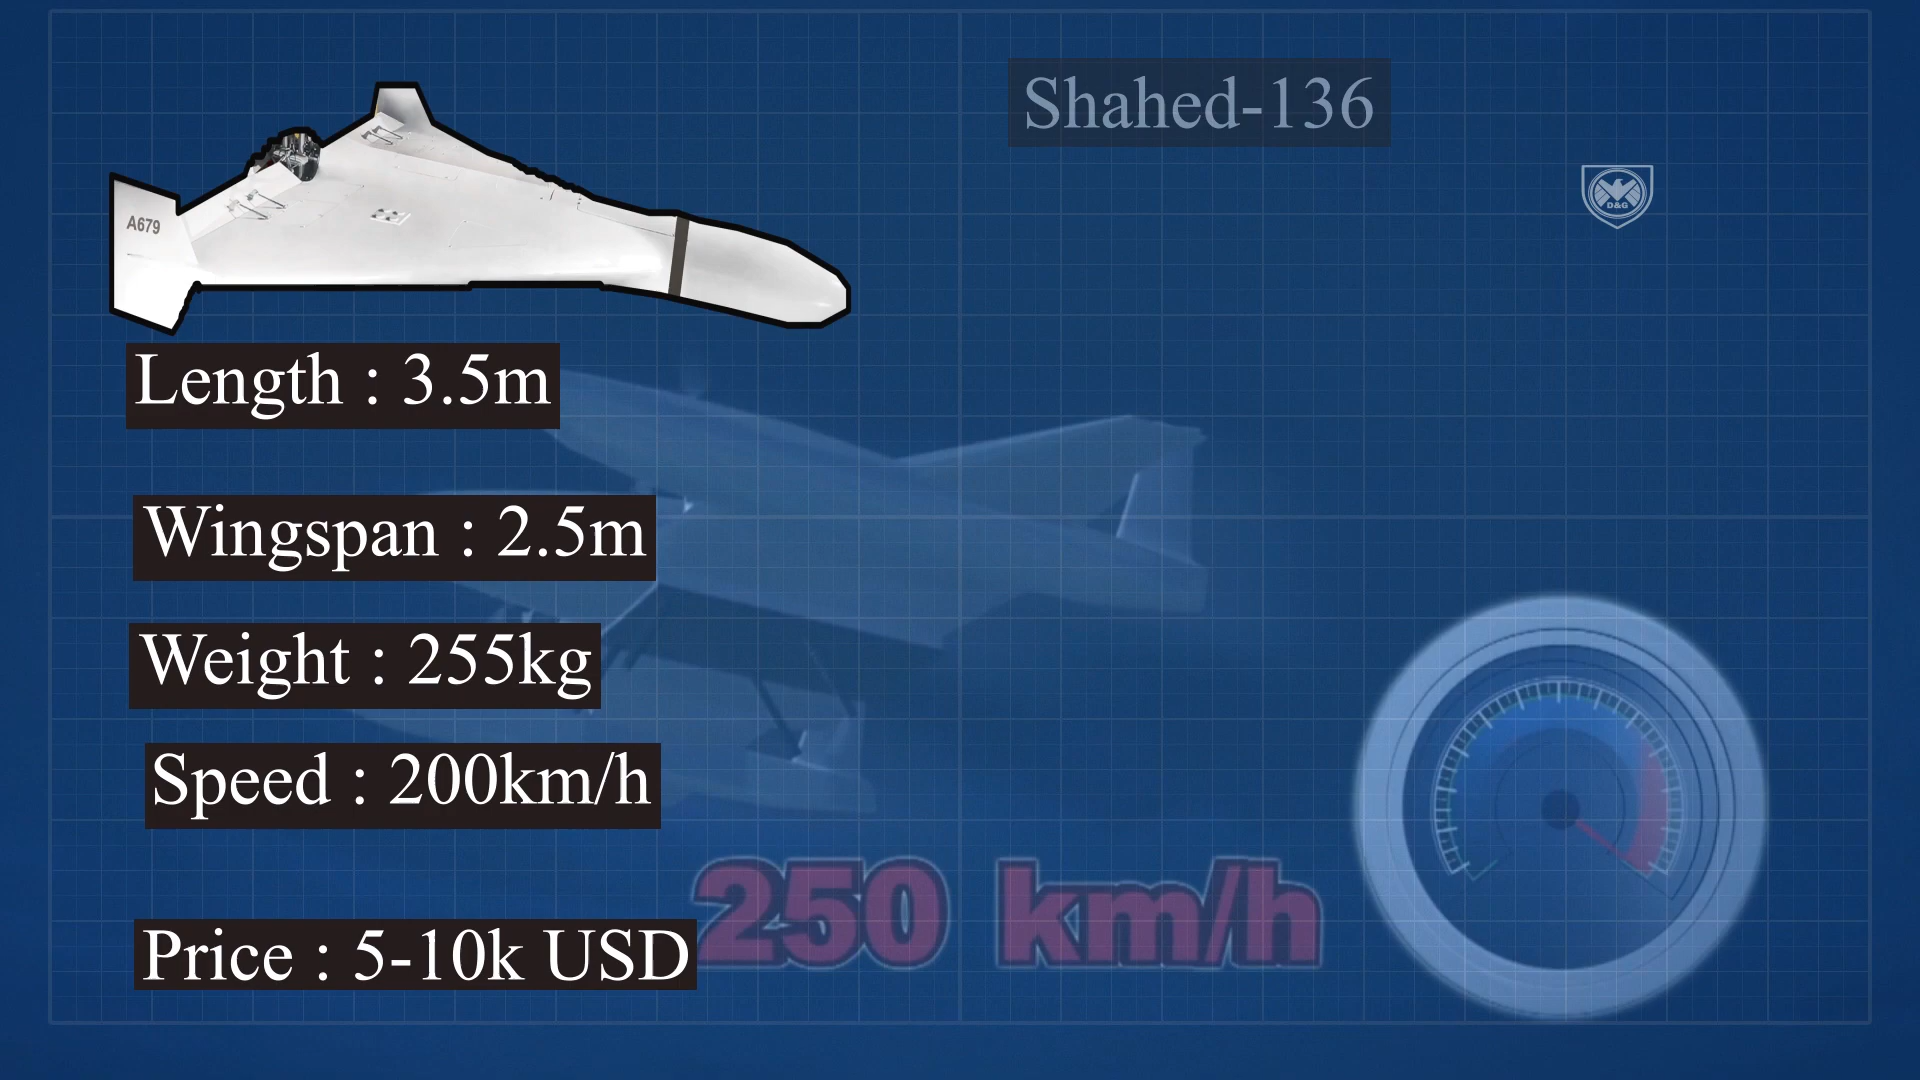 Shahed-136
A679
D&G
Length : 3.5m
Wingspan : 2.5m
Weight : 255kg
Speed : 200km/h
250 km/h
Price : 5-10k USD